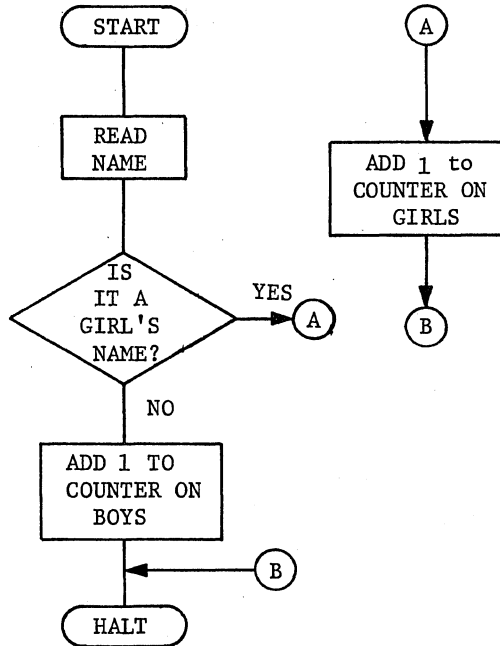 START
READ
NAME
IS
IT A
GIRL'S
NAME?
YES
A
NO
ADD 1 TO
COUNTER ON
BOYS
B
HALT
A
ADD 1 to
COUNTER ON
GIRLS
B